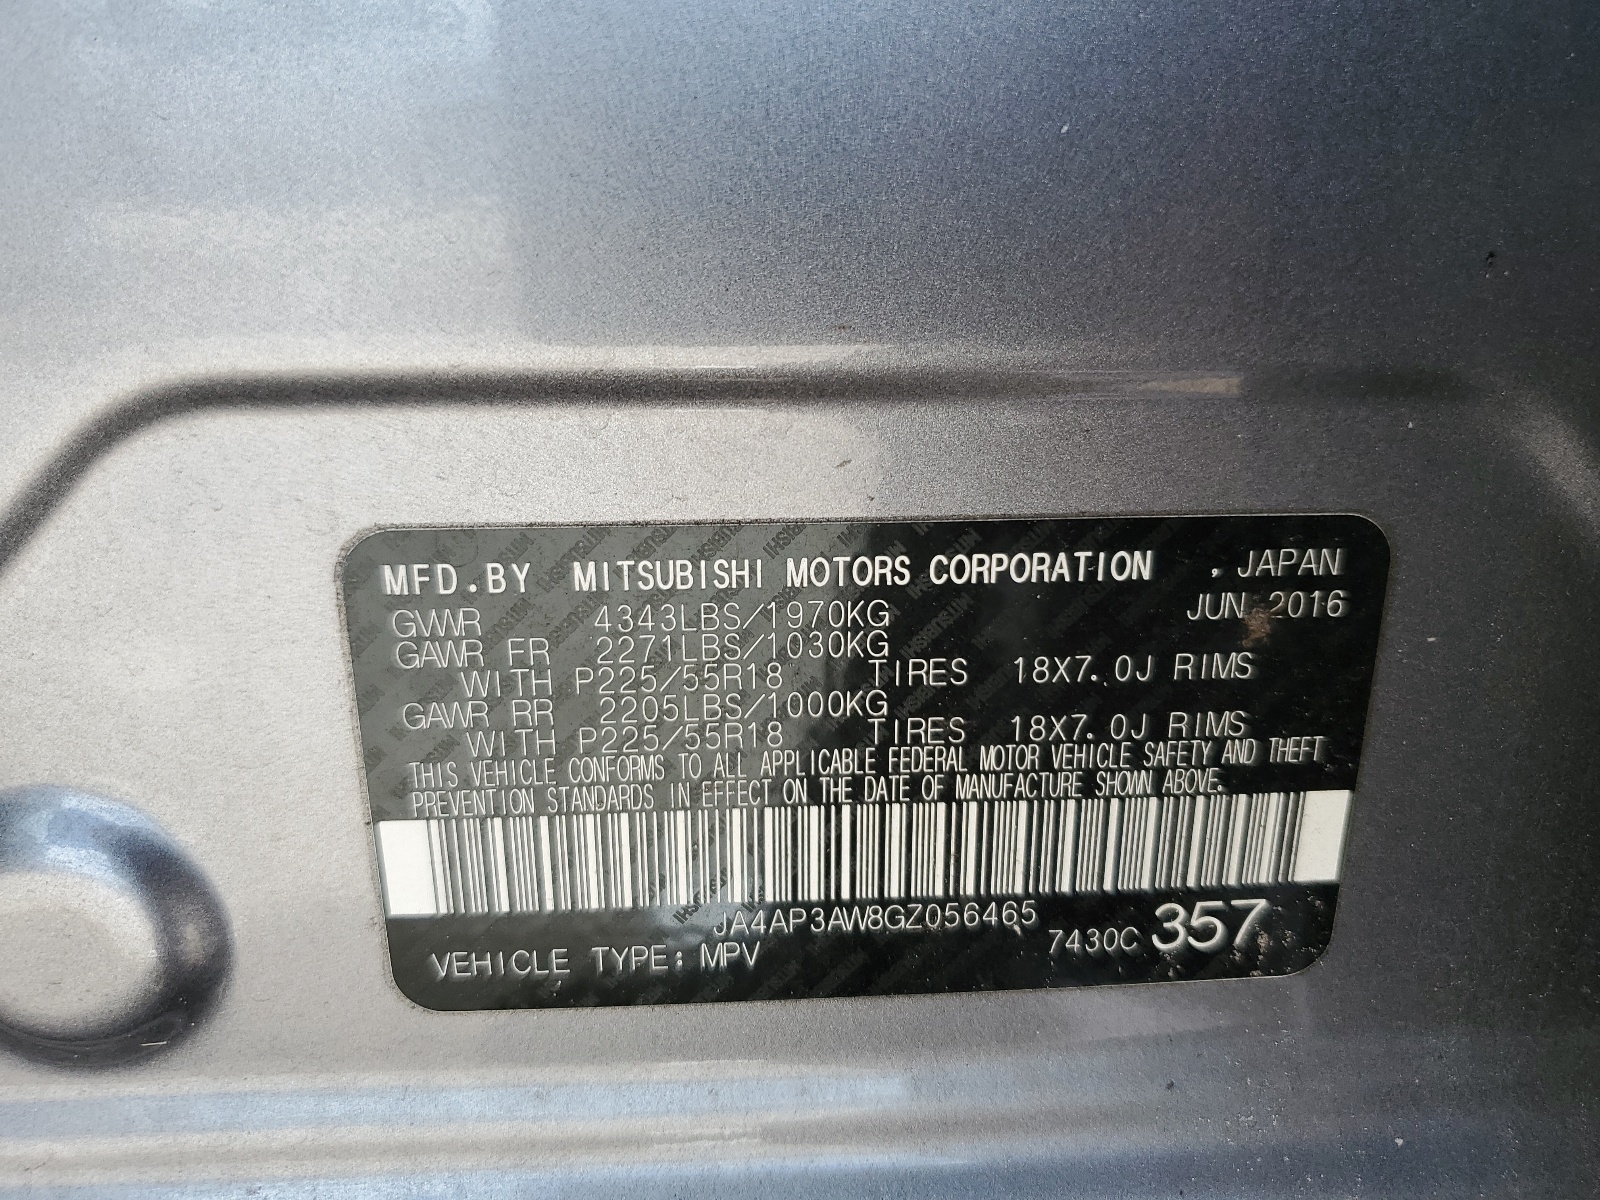 MFD.BY MITSUBISHI MOTORS CORPORATION , JAPAN
GVWR 4343LBS/1970KG JUN 2016
GAWR FR 2271LBS/1030KG
WITH P225/55R18 TIRES 18X7.0J RIMS
GAWR RR 2205LBS/1000KG
WITH P225/55R18 TIRES 18X7.0J RIMS
THIS VEHICLE CONFORMS TO ALL APPLICABLE FEDERAL MOTOR VEHICLE SAFETY AND THEFT
PREVENTION STANDARDS IN EFFECT ON THE DATE OF MANUFACTURE SHOWN ABOVE.
JA4AP3AW8GZ056465
VEHICLE TYPE: MPV 7430C 357